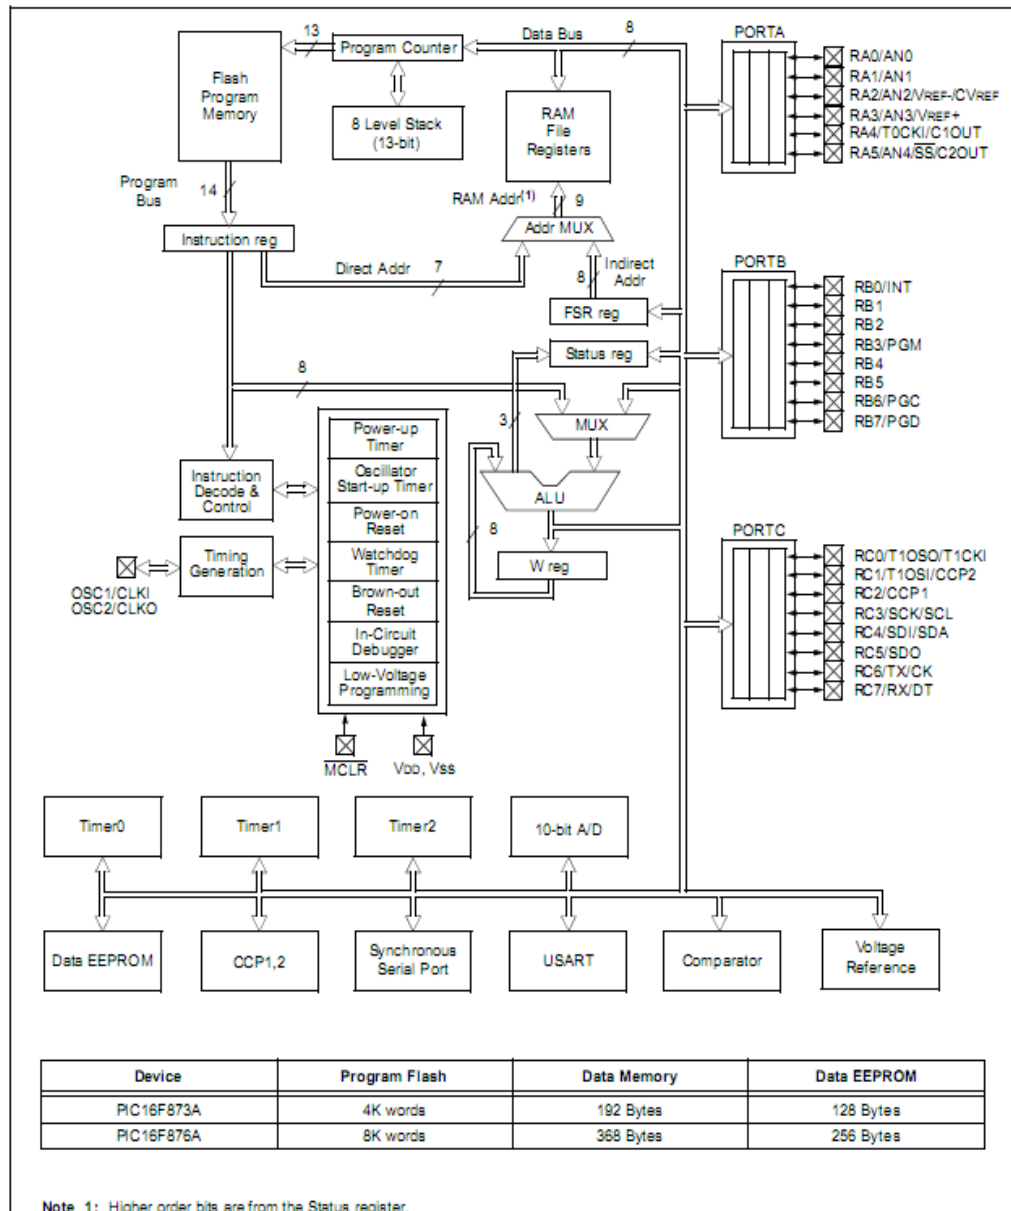 13
Data Bus
8
PORTA
Program Counter
Flash
Program
Memory
8 Level Stack
(13-bit)
RAM
File
Registers
RA0/AN0
RA1/AN1
RA2/AN2/VREF-/CVREF
RA3/AN3/VREF+
RA4/T0CKI/C1OUT
RA5/AN4/SS/C2OUT
Program
Bus
14
RAM Addr(1)
9
Addr MUX
Instruction reg
Direct Addr
7
8
Indirect
Addr
FSR reg
Status reg
PORTB
RB0/INT
RB1
RB2
RB3/PGM
RB4
RB5
RB6/PGC
RB7/PGD
8
3
MUX
Power-up
Timer
Oscillator
Start-up Timer
Power-on
Reset
Watchdog
Timer
Brown-out
Reset
In-Circuit
Debugger
Low-Voltage
Programming
Instruction
Decode &
Control
Timing
Generation
OSC1/CLKI
OSC2/CLKO
ALU
8
W reg
PORTC
RC0/T1OSO/T1CKI
RC1/T1OSI/CCP2
RC2/CCP1
RC3/SCK/SCL
RC4/SDI/SDA
RC5/SDO
RC6/TX/CK
RC7/RX/DT
MCLR
VDD, VSS
Timer0
Timer1
Timer2
10-bit A/D
Data EEPROM
CCP1,2
Synchronous
Serial Port
USART
Comparator
Voltage
Reference
Device Program Flash Data Memory Data EEPROM
PIC16F873A 4K words 192 Bytes 128 Bytes
PIC16F876A 8K words 368 Bytes 256 Bytes
Note 1: Higher order bits are from the Status register.